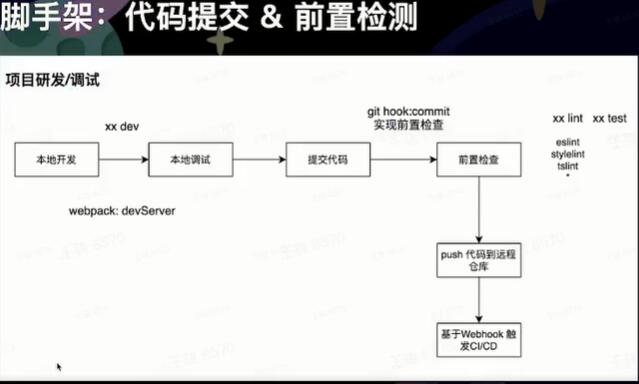 脚手架：代码提交 & 前置检测
项目研发/调试
git hook:commit
实现前置检查
xx lint xx test
xx dev
eslint
stylelint
tslint
本地开发
本地调试
提交代码
前置检查
webpack: devServer
push 代码到远程
仓库
基于Webhook 触
发CI/CD